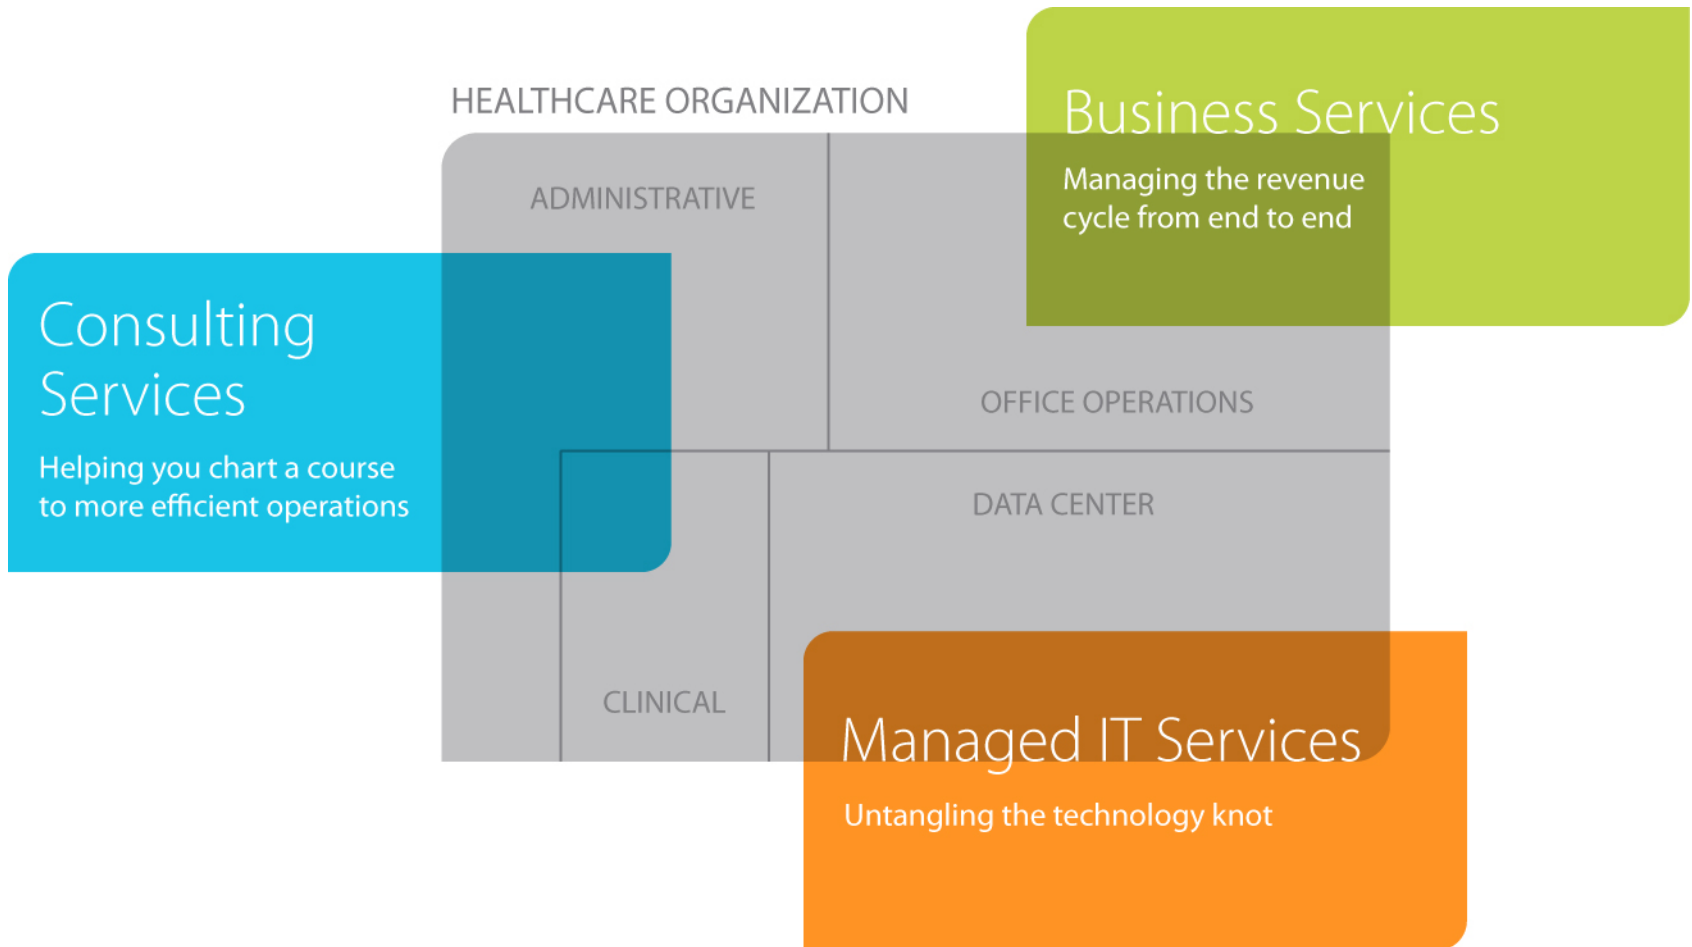 HEALTHCARE ORGANIZATION
Business Services
Managing the revenue
cycle from end to end
ADMINISTRATIVE
Consulting
Services
Helping you chart a course
to more efficient operations
OFFICE OPERATIONS
DATA CENTER
CLINICAL
Managed IT Services
Untangling the technology knot